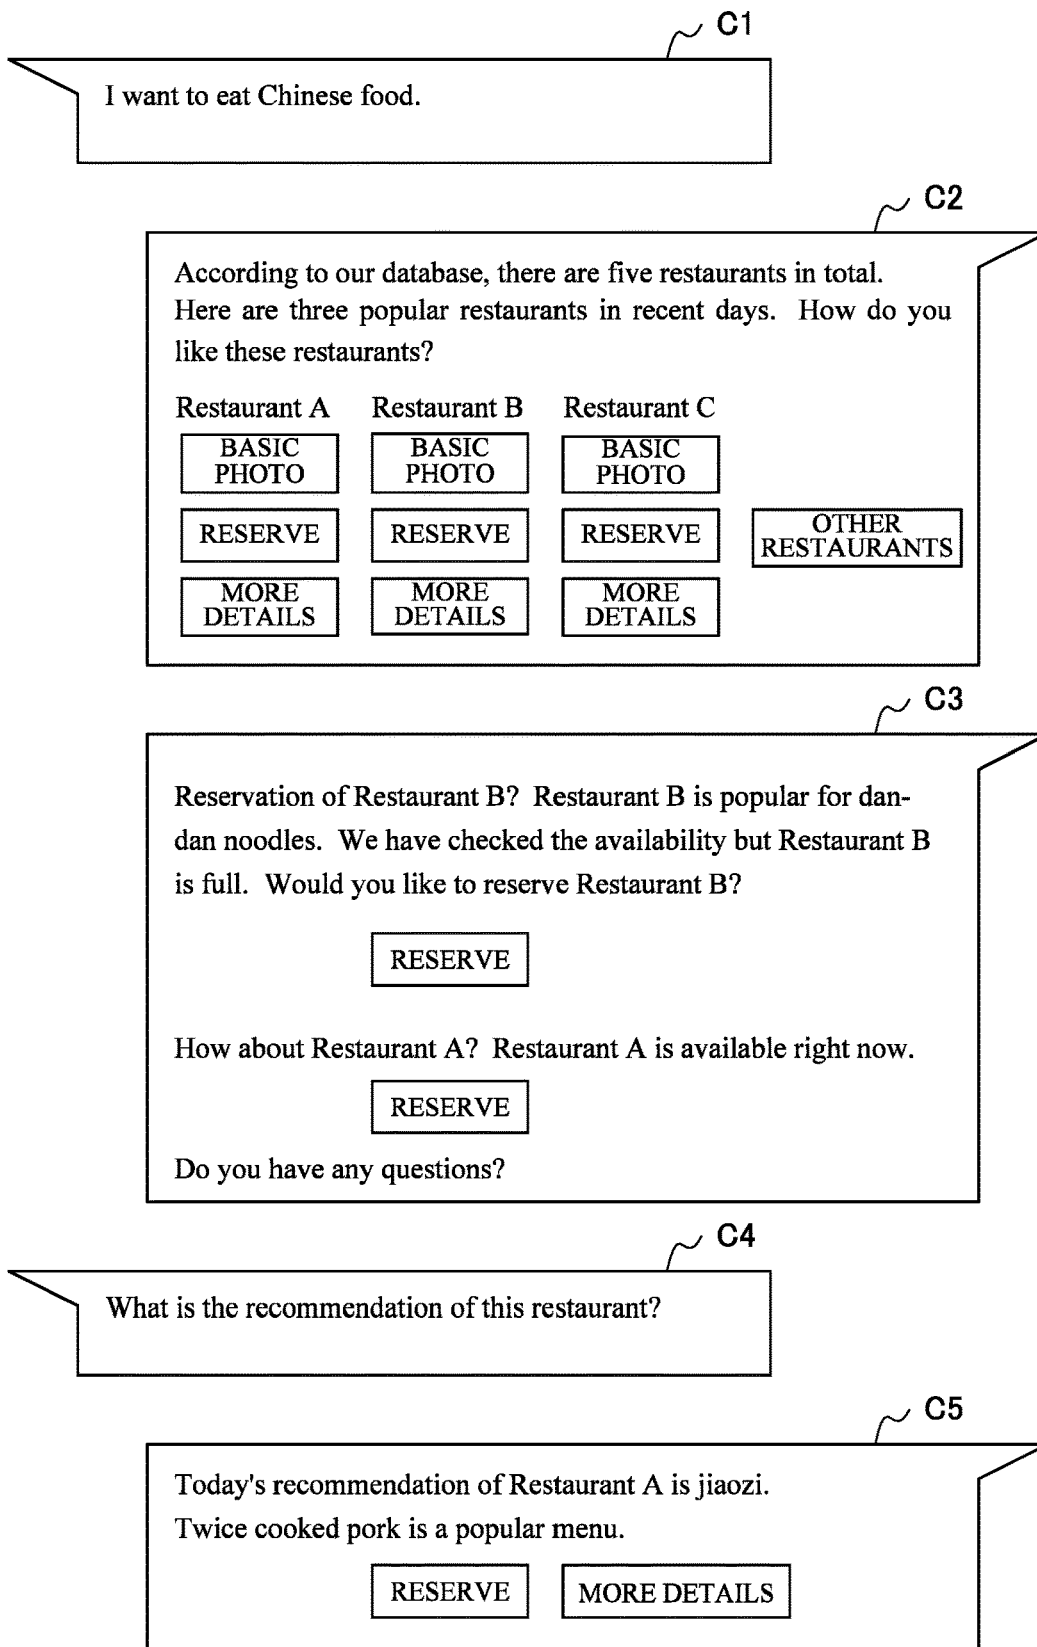 C1
I want to eat Chinese food.
C2
According to our database, there are five restaurants in total.
Here are three popular restaurants in recent days. How do you
like these restaurants?
Restaurant A Restaurant B Restaurant C
BASIC PHOTO BASIC PHOTO BASIC PHOTO
RESERVE RESERVE RESERVE OTHER RESTAURANTS
MORE DETAILS MORE DETAILS MORE DETAILS
C3
Reservation of Restaurant B? Restaurant B is popular for dan-
dan noodles. We have checked the availability but Restaurant B
is full. Would you like to reserve Restaurant B?
RESERVE
How about Restaurant A? Restaurant A is available right now.
RESERVE
Do you have any questions?
C4
What is the recommendation of this restaurant?
C5
Today's recommendation of Restaurant A is jiaozi.
Twice cooked pork is a popular menu.
RESERVE MORE DETAILS